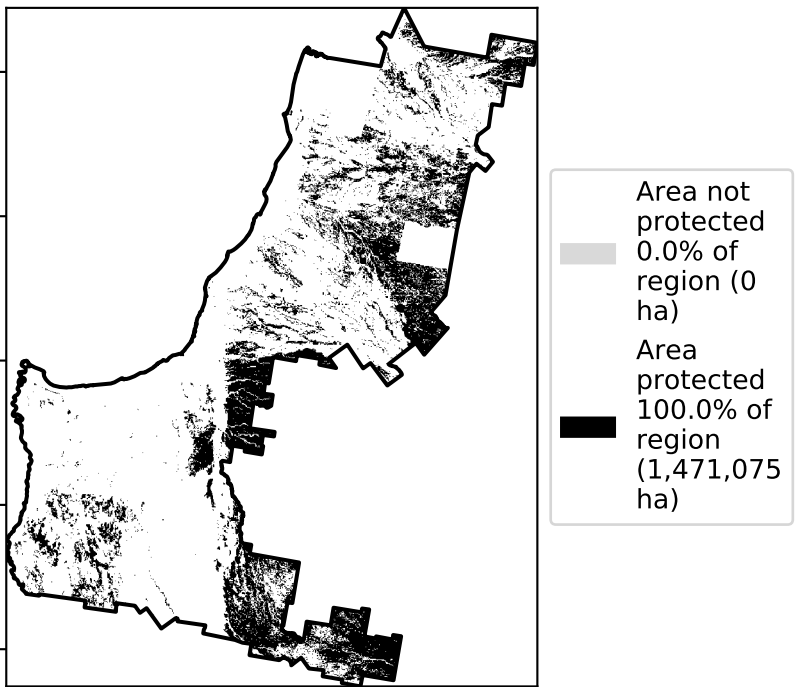 Area not
protected
0.0% of
region (0
ha)
Area
protected
100.0% of
region
(1,471,075
ha)